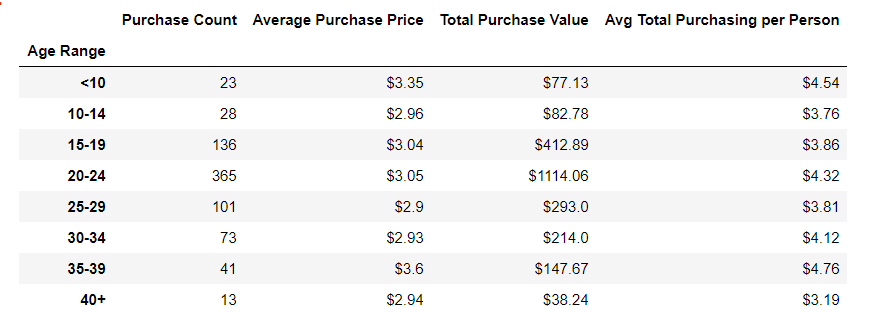 Purchase Count Average Purchase Price Total Purchase Value Avg Total Purchasing per Person
Age Range
<10 23 $3.35 $77.13 $4.54
10-14 28 $2.96 $82.78 $3.76
15-19 136 $3.04 $412.89 $3.86
20-24 365 $3.05 $1114.06 $4.32
25-29 101 $2.9 $293.0 $3.81
30-34 73 $2.93 $214.0 $4.12
35-39 41 $3.6 $147.67 $4.76
40+ 13 $2.94 $38.24 $3.19